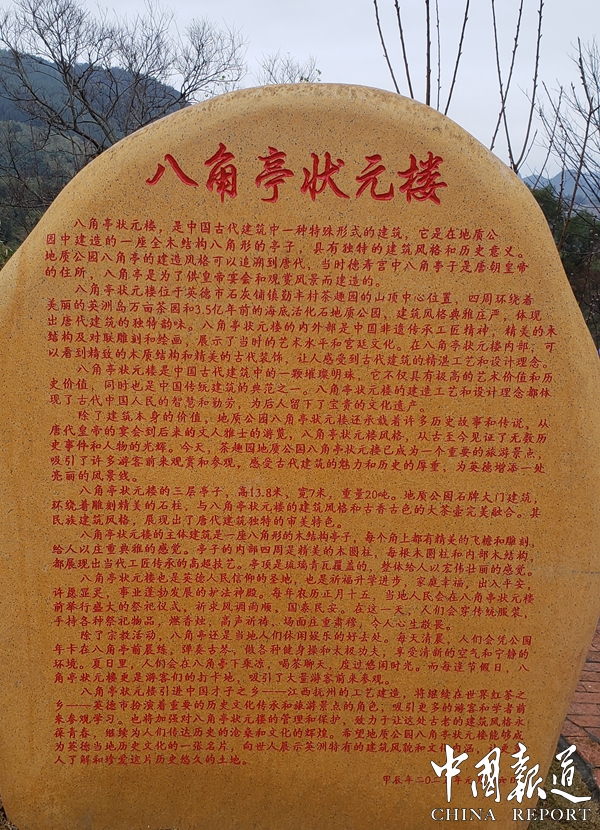 八角亭状元楼
八角亭状元楼，是中国古代建筑中一种特殊形式的建筑，它是在地质公
园中建造的一座全木结构八角形的亭子，具有独特的建筑风格和历史意义。
地质公园八角亭的建造风格可以追溯到唐代，当时德寿宫中八角亭子是唐朝皇帝
的住所，八角亭是为了供皇帝宴会和观赏风景而建造的。
八角亭状元楼位于英德市石灰铺镇勤丰村茶趣园的山顶中心位置，四周环绕着
美丽的英洲岛万亩茶园和3.5亿年前的海底活化石地质公园，建筑风格典雅庄严，体现
出唐代建筑的独特韵味。八角亭状元楼的内外部是中国非遗传承工匠精神，精美的木
结构及对联雕刻和绘画，展示了当时的艺术水平和宫廷文化。在八角亭状元楼内部，可
以看到精致的木质结构和精美的古代装饰，让人感受到古代建筑的精湛工艺和设计理念。
八角亭状元楼是中国古代建筑中的一颗璀璨明珠，它不仅具有极高的艺术价值和历
史价值，同时也是中国传统建筑的典范之一。八角亭状元楼的建造工艺和设计理念都体
现了古代中国人民的智慧和勤劳，为后人留下了宝贵的文化遗产。
除了建筑本身的价值，地质公园八角亭状元楼还承载着许多历史故事和传说，从
唐代皇帝的宴会到后来的文人雅士的游览，八角亭状元楼风格，从古至今见证了无数历
史事件和人物的光辉。今天，茶趣园地质公园八角亭状元楼已成为一个重要的旅游景点，
吸引了许多游客前来观赏和参观，感受古代建筑的魅力和历史的厚重，为英德增添一处
亮丽的风景线。
八角亭状元楼的三层亭子，高13.8米，宽7米，重量20吨。地质公园石牌大门建筑，
环绕着雕刻精美的石柱，与八角亭状元楼的建筑风格和古香古色的大茶壶完美融合。其
民族建筑风格，展现出了唐代建筑独特的审美特色。
八角亭状元楼的主体建筑是一座八角形的木结构亭子，每个角上都有精美的飞檐和雕刻，
给人以庄重典雅的感觉。亭子的内部四周是精美的木圆柱，每根木圆柱和内部木结构，
都展现出当代工匠传承的高超技艺。亭顶是琉璃青瓦覆盖的，整体给人以宏伟壮丽的感觉。
八角亭状元楼也是英德人民信仰的圣地，也是祈福升学进步，家庭幸福，出入平安，
许愿湿灵，事业蓬勃发展的护法神殿。每年农历正月十五，当地人民会在八角亭状元楼
前举行盛大的祭祀仪式，祈求风调雨顺，国泰民安。在这一天，人们会穿传统服装，
手持各种祭祀物品，燃香炷，高声祈祷，场面庄重肃穆，令人心生敬畏。
除了宗教活动，八角亭还是当地人们休闲娱乐的好去处。每天清晨，人们会凭公园
年卡在八角亭前晨练，弹奏古筝，做各种健身操和太极功夫，享受清新的空气和宁静的
环境。夏日里，人们会在八角亭下乘凉，喝茶聊天，度过悠闲时光。而每逢节假日，八
角亭状元楼更是游客们的打卡地，吸引了大量游客前来参观。
八角亭状元楼引进中国才子之乡——江西抚州的工艺建造，将继续在世界红茶之
乡——英德市扮演着重要的历史文化传承和旅游景点的角色，吸引更多的游客和学者前
来参观学习。也将加强对八角亭状元楼的管理和保护，致力于让这处古老的建筑风格永
葆青春，继续为人们传达历史的沧桑和文化的辉煌。希望地质公园八角亭状元楼能够成
为英德当地历史文化的一张名片，向世人展示英洲特有的建筑风貌和文化内涵，让更多
人了解和珍爱这片历史悠久的土地。
甲辰年二〇二
中国报道
CHINA REPORT